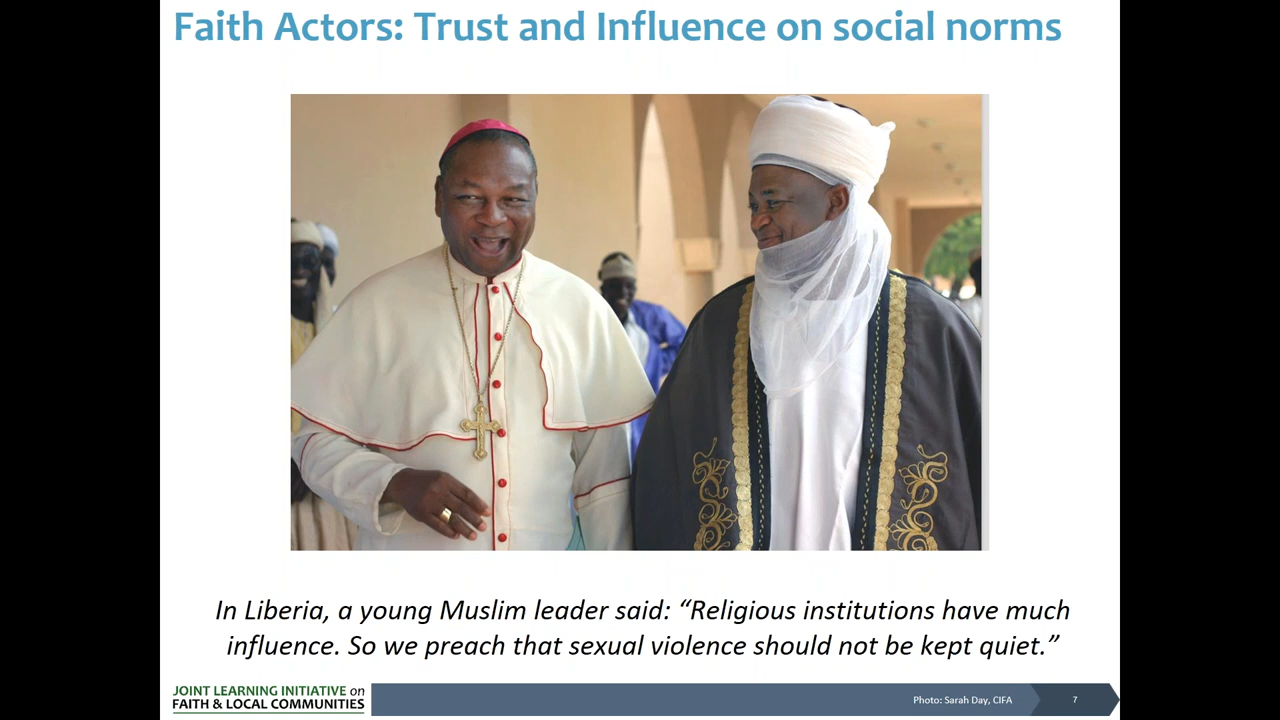 Faith Actors: Trust and Influence on social norms
In Liberia, a young Muslim leader said: “Religious institutions have much
influence. So we preach that sexual violence should not be kept quiet.”
JOINT LEARNING INITIATIVE on
FAITH & LOCAL COMMUNITIES
Photo: Sarah Day, CIFA
7